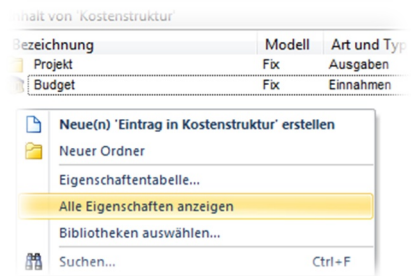 nhalt von 'Kostenstruktur'
Bezeichnung Modell Art und Typ
Projekt Fix Ausgaben
Budget Fix Einnahmen
Neue(n) 'Eintrag in Kostenstruktur' erstellen
Neuer Ordner
Eigenschaftentabelle...
Alle Eigenschaften anzeigen
Bibliotheken auswählen...
Suchen... Ctrl+F